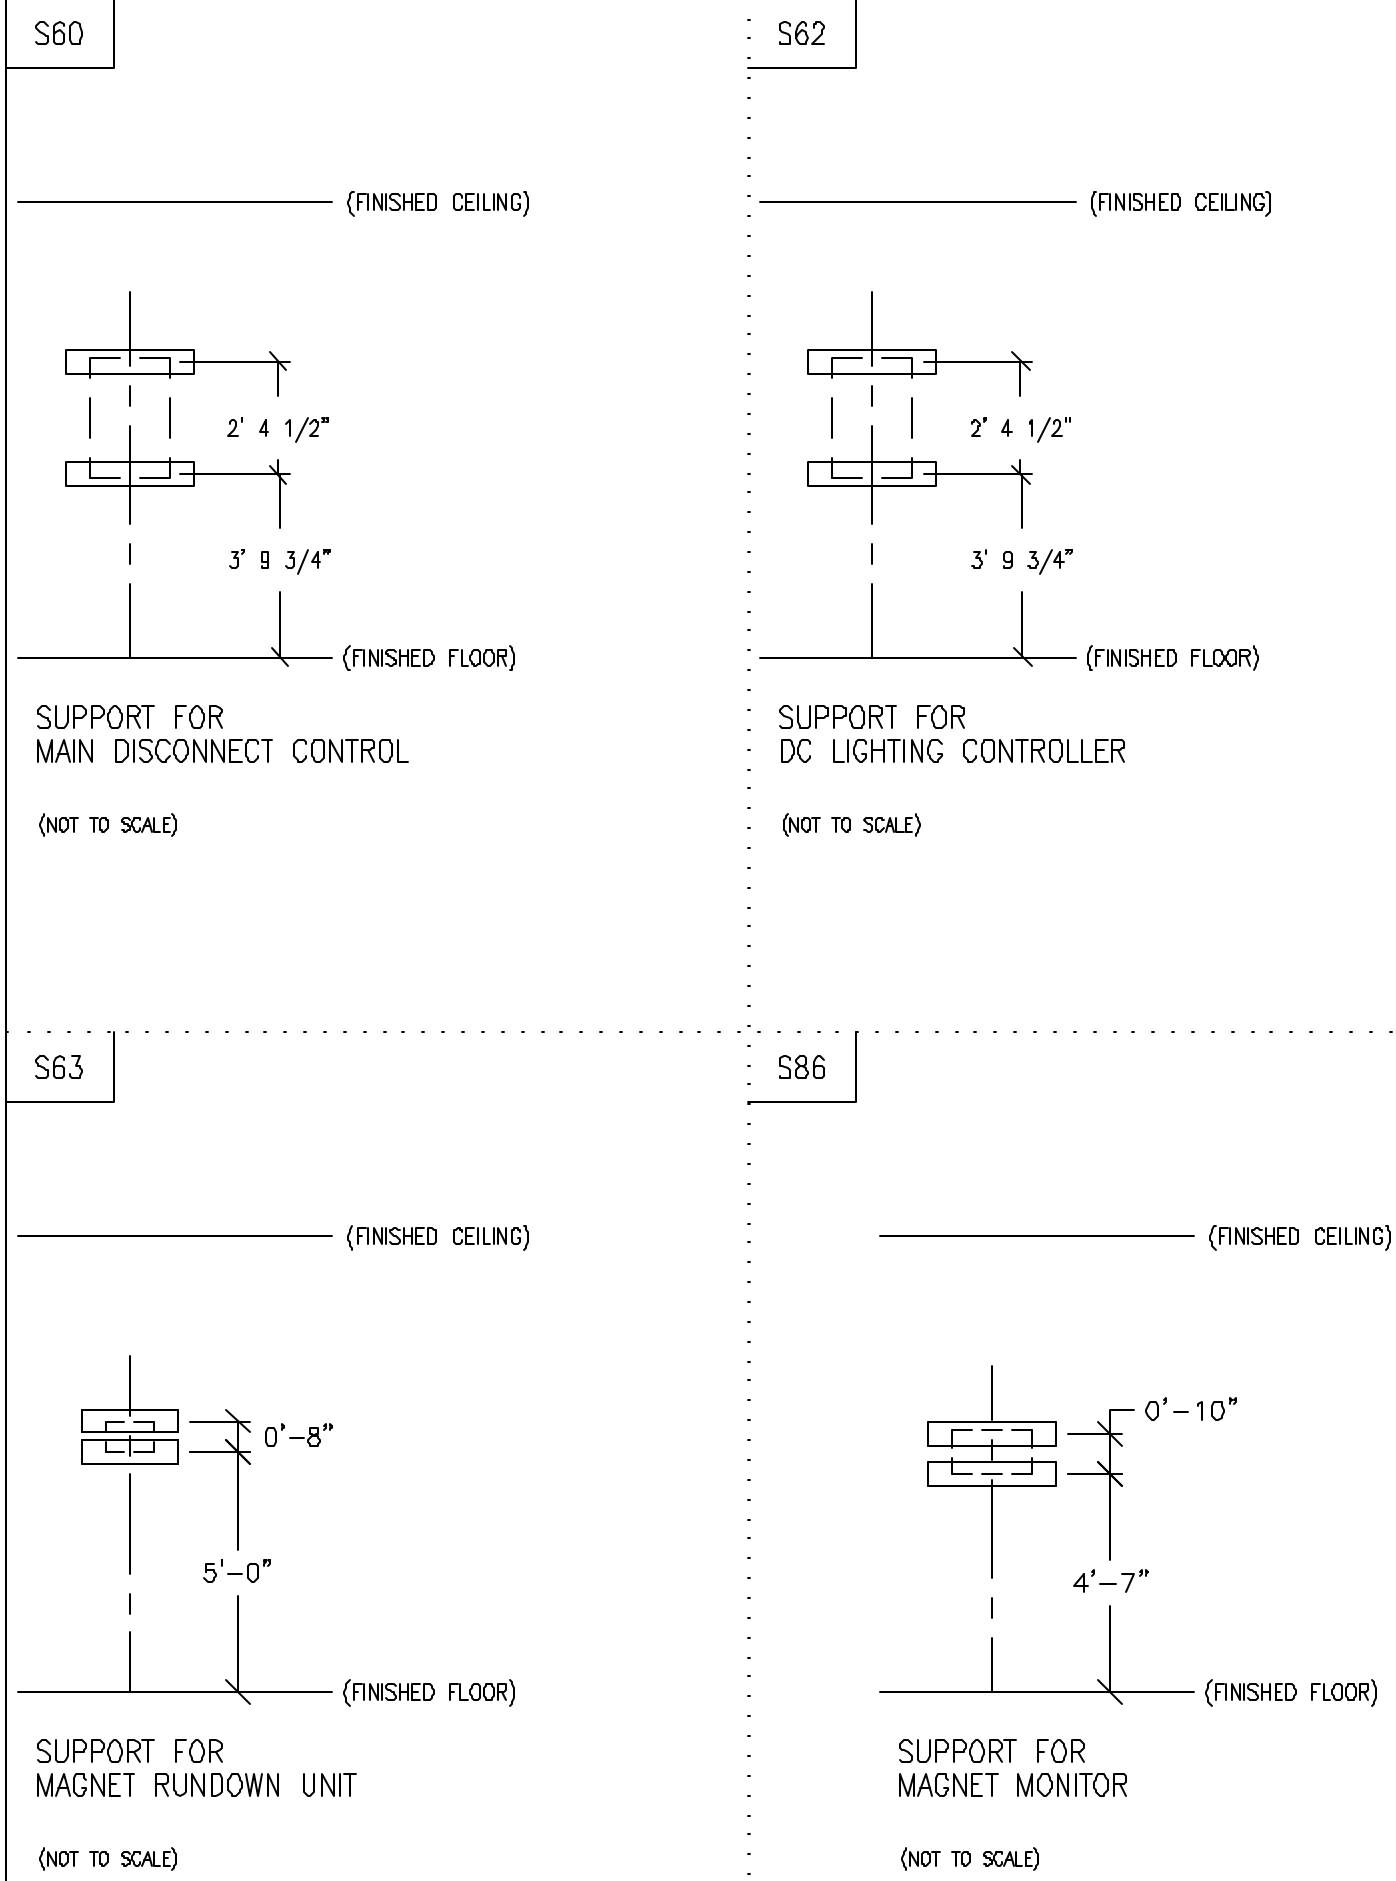 S60
(FINISHED CEILING)
2' 4 1/2"
3' 9 3/4"
(FINISHED FLOOR)
SUPPORT FOR
MAIN DISCONNECT CONTROL
(NOT TO SCALE)
S62
(FINISHED CEILING)
2' 4 1/2"
3' 9 3/4"
(FINISHED FLOOR)
SUPPORT FOR
DC LIGHTING CONTROLLER
(NOT TO SCALE)
S63
(FINISHED CEILING)
0'-8"
5'-0"
(FINISHED FLOOR)
SUPPORT FOR
MAGNET RUNDOWN UNIT
(NOT TO SCALE)
S86
(FINISHED CEILING)
0'-10"
4'-7"
(FINISHED FLOOR)
SUPPORT FOR
MAGNET MONITOR
(NOT TO SCALE)